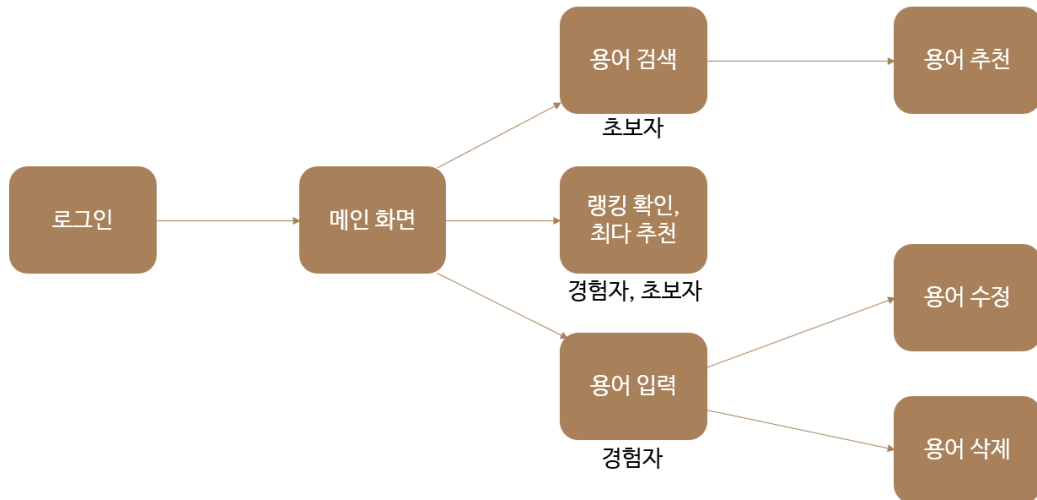 용어 검색
용어 추천
초보자
로그인
메인 화면
랭킹 확인,
최다 추천
경험자, 초보자
용어 수정
용어 입력
용어 삭제
경험자